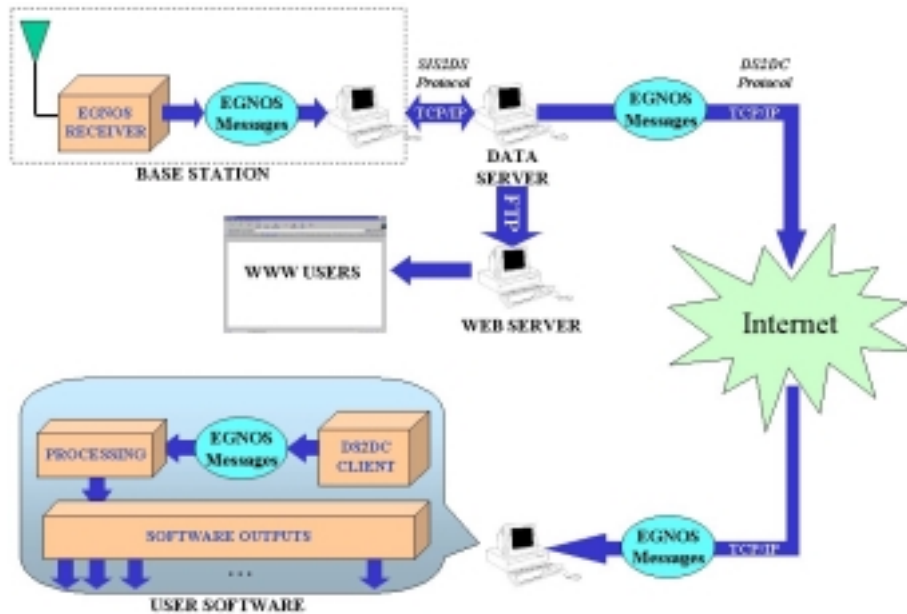 SIS2DS
Protocol
DS2DC
Protocol
EGNOS
RECEIVER
EGNOS
Messages
TCP/IP
EGNOS
Messages
TCP/IP
BASE STATION
DATA
SERVER
FTP
WWW USERS
WEB SERVER
Internet
PROCESSING
EGNOS
Messages
DS2DC
CLIENT
SOFTWARE OUTPUTS
...
EGNOS
Messages
TCP/IP
USER SOFTWARE